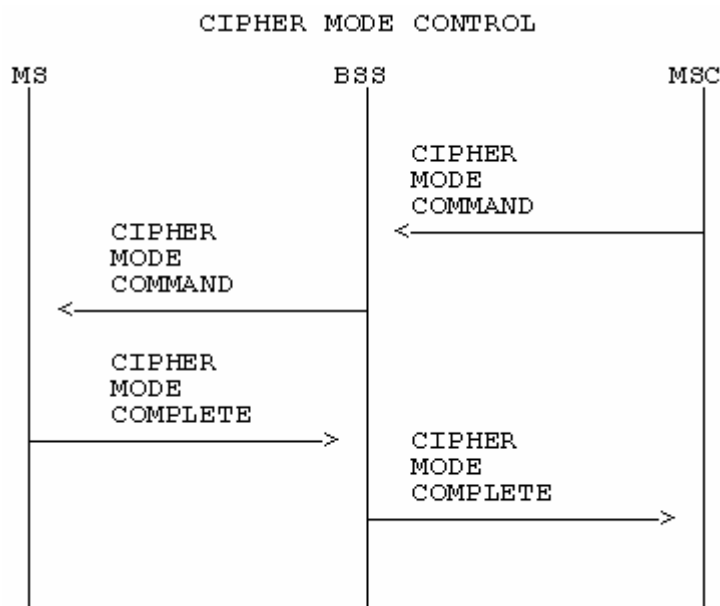 CIPHER MODE CONTROL
MS BSS MSC
CIPHER
MODE
COMMAND
CIPHER
MODE
COMMAND
CIPHER
MODE
COMPLETE
CIPHER
MODE
COMPLETE